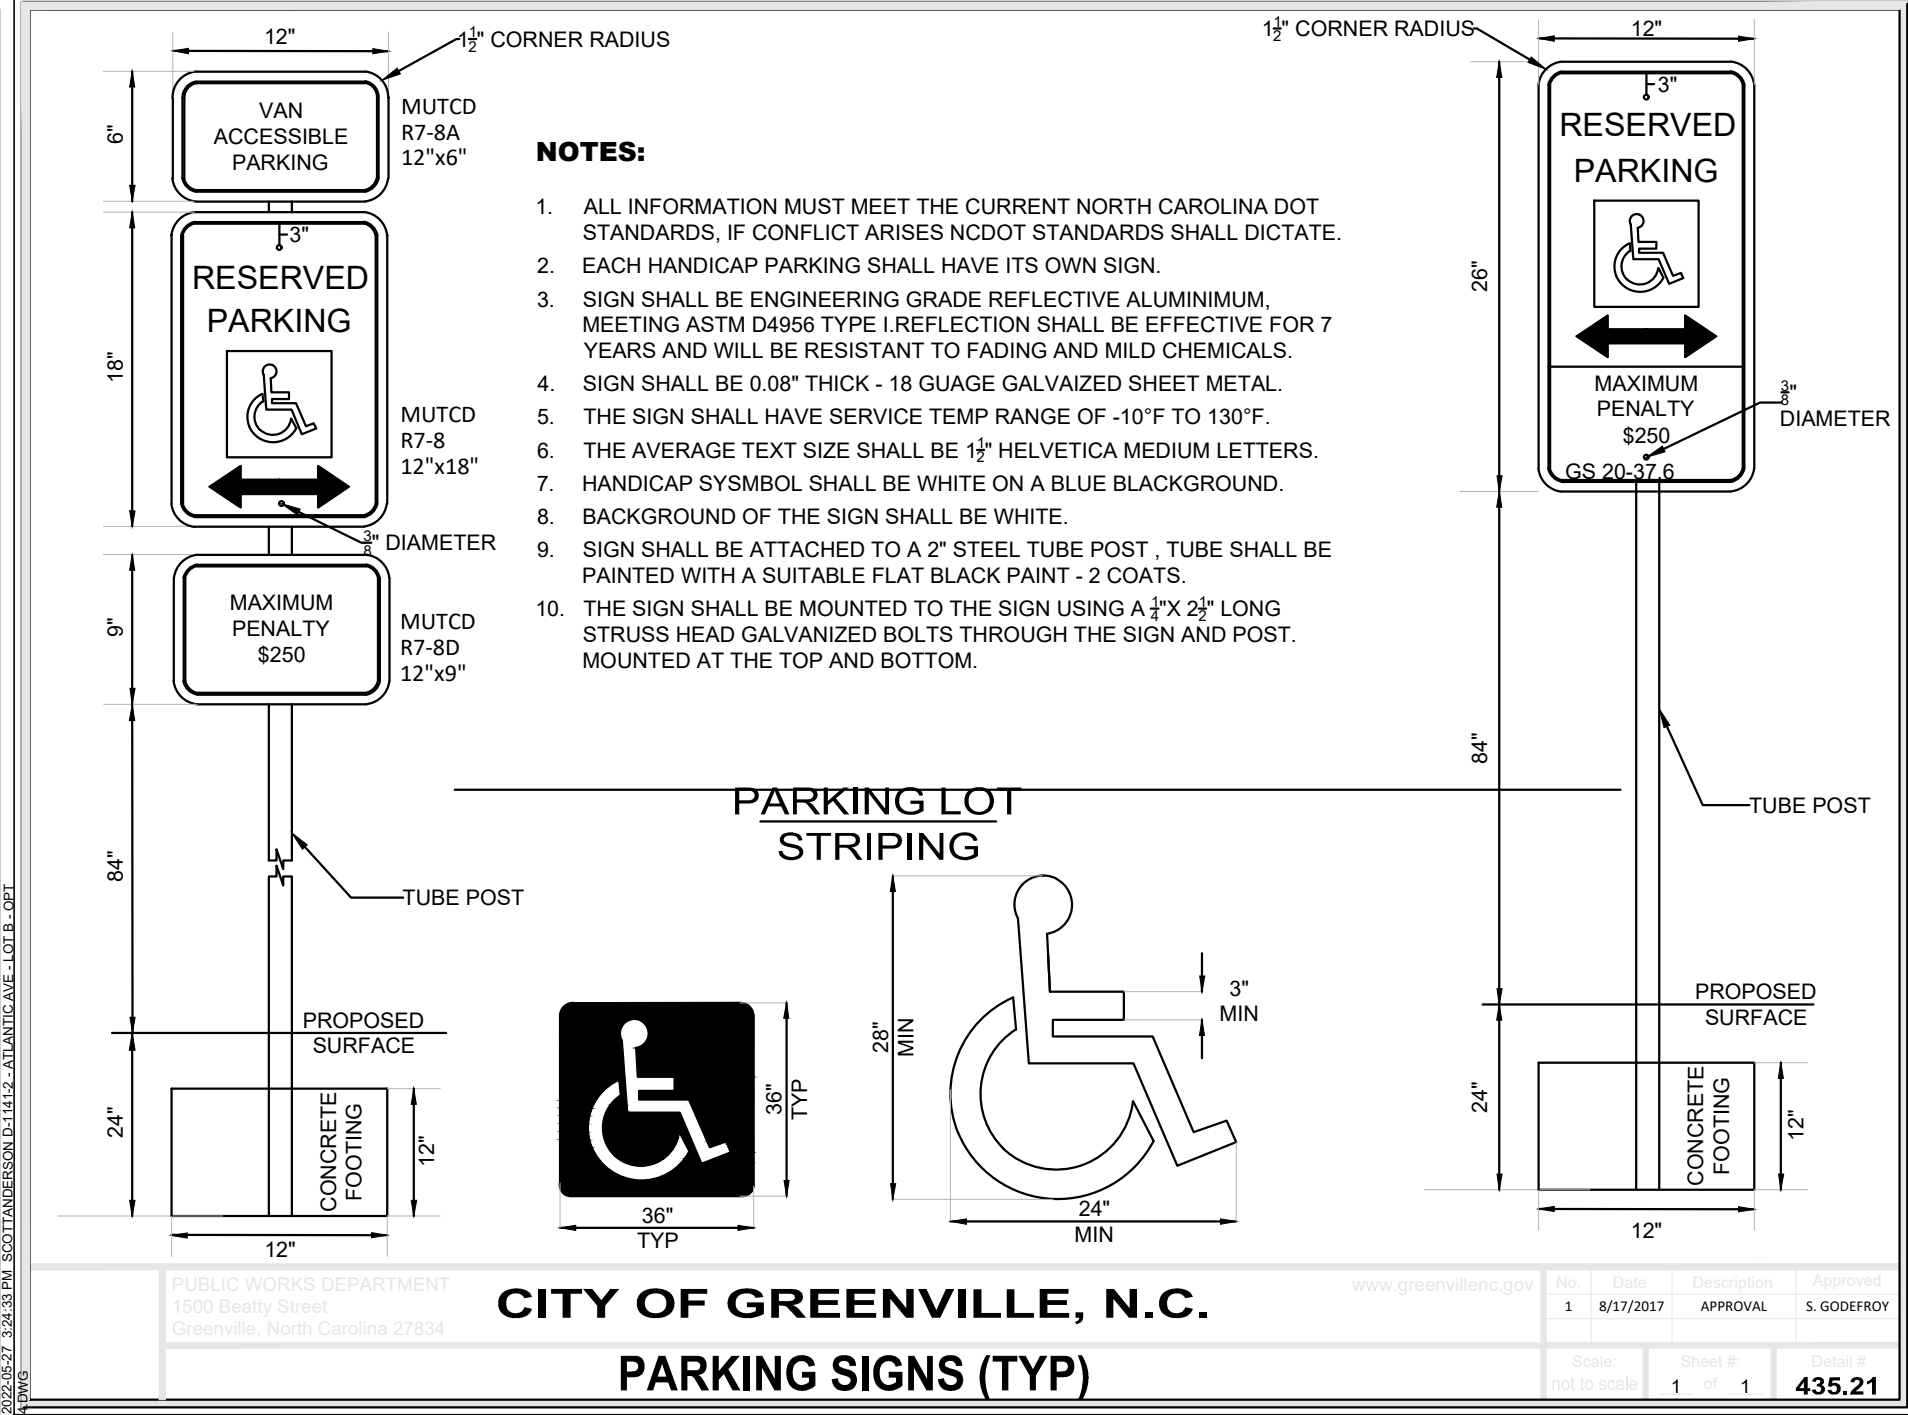 12"
1 1/2" CORNER RADIUS
6"
VAN
ACCESSIBLE
PARKING
MUTCD
R7-8A
12"x6"
18"
3"
RESERVED
PARKING
MUTCD
R7-8
12"x18"
3/8" DIAMETER
9"
MAXIMUM
PENALTY
$250
MUTCD
R7-8D
12"x9"
84"
TUBE POST
PROPOSED
SURFACE
24"
CONCRETE
FOOTING
12"
12"
NOTES:
1. ALL INFORMATION MUST MEET THE CURRENT NORTH CAROLINA DOT
STANDARDS, IF CONFLICT ARISES NCDOT STANDARDS SHALL DICTATE.
2. EACH HANDICAP PARKING SHALL HAVE ITS OWN SIGN.
3. SIGN SHALL BE ENGINEERING GRADE REFLECTIVE ALUMINIMUM,
MEETING ASTM D4956 TYPE I.REFLECTION SHALL BE EFFECTIVE FOR 7
YEARS AND WILL BE RESISTANT TO FADING AND MILD CHEMICALS.
4. SIGN SHALL BE 0.08" THICK - 18 GUAGE GALVAIZED SHEET METAL.
5. THE SIGN SHALL HAVE SERVICE TEMP RANGE OF -10°F TO 130°F.
6. THE AVERAGE TEXT SIZE SHALL BE 1 1/2" HELVETICA MEDIUM LETTERS.
7. HANDICAP SYSMBOL SHALL BE WHITE ON A BLUE BLACKGROUND.
8. BACKGROUND OF THE SIGN SHALL BE WHITE.
9. SIGN SHALL BE ATTACHED TO A 2" STEEL TUBE POST , TUBE SHALL BE
PAINTED WITH A SUITABLE FLAT BLACK PAINT - 2 COATS.
10. THE SIGN SHALL BE MOUNTED TO THE SIGN USING A 1/4"X 2 1/2" LONG
STRUSS HEAD GALVANIZED BOLTS THROUGH THE SIGN AND POST.
MOUNTED AT THE TOP AND BOTTOM.
1 1/2" CORNER RADIUS
12"
26"
3"
RESERVED
PARKING
MAXIMUM
PENALTY
$250
GS 20-37.6
3/8"
DIAMETER
84"
TUBE POST
PROPOSED
SURFACE
24"
CONCRETE
FOOTING
12"
12"
PARKING LOT
STRIPING
36"
TYP
36"
TYP
28"
MIN
3"
MIN
24"
MIN
PUBLIC WORKS DEPARTMENT
1500 Beatty Street
Greenville, North Carolina 27834
CITY OF GREENVILLE, N.C.
www.greenvillenc.gov
PARKING SIGNS (TYP)
No. Date Description Approved
1 8/17/2017 APPROVAL S. GODEFROY
Scale:
not to scale
Sheet #:
1 of 1
Detail #
435.21
2022-05-27 3:24:33 PM SCOTTANDERSON D-1141-2 - ATLANTIC AVE - LOT B - OPT
4.DWG